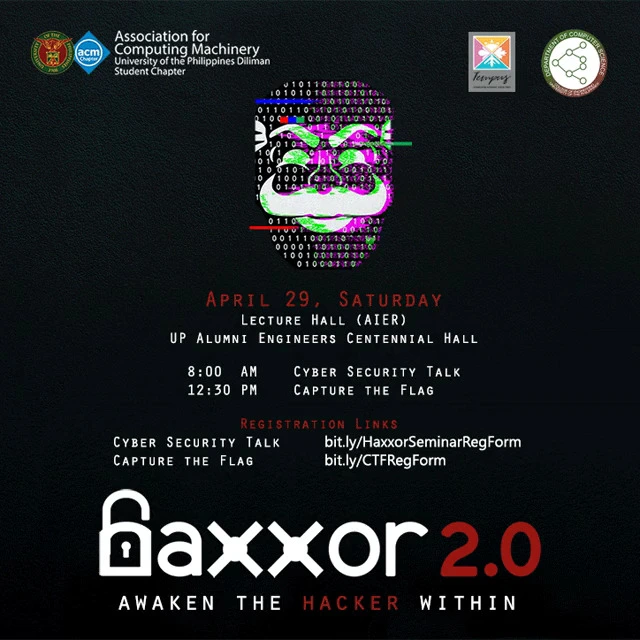 acm
Chapter
Association for
Computing Machinery
University of the Philippines Diliman
Student Chapter
April 29, Saturday
Lecture Hall (AIER)
UP Alumni Engineers Centennial Hall
8:00 AM Cyber Security Talk
12:30 PM Capture the Flag
Registration Links
Cyber Security Talk bit.ly/HaxxorSeminarRegForm
Capture the Flag bit.ly/CTFRegForm
haxxor 2.0
AWAKEN THE HACKER WITHIN